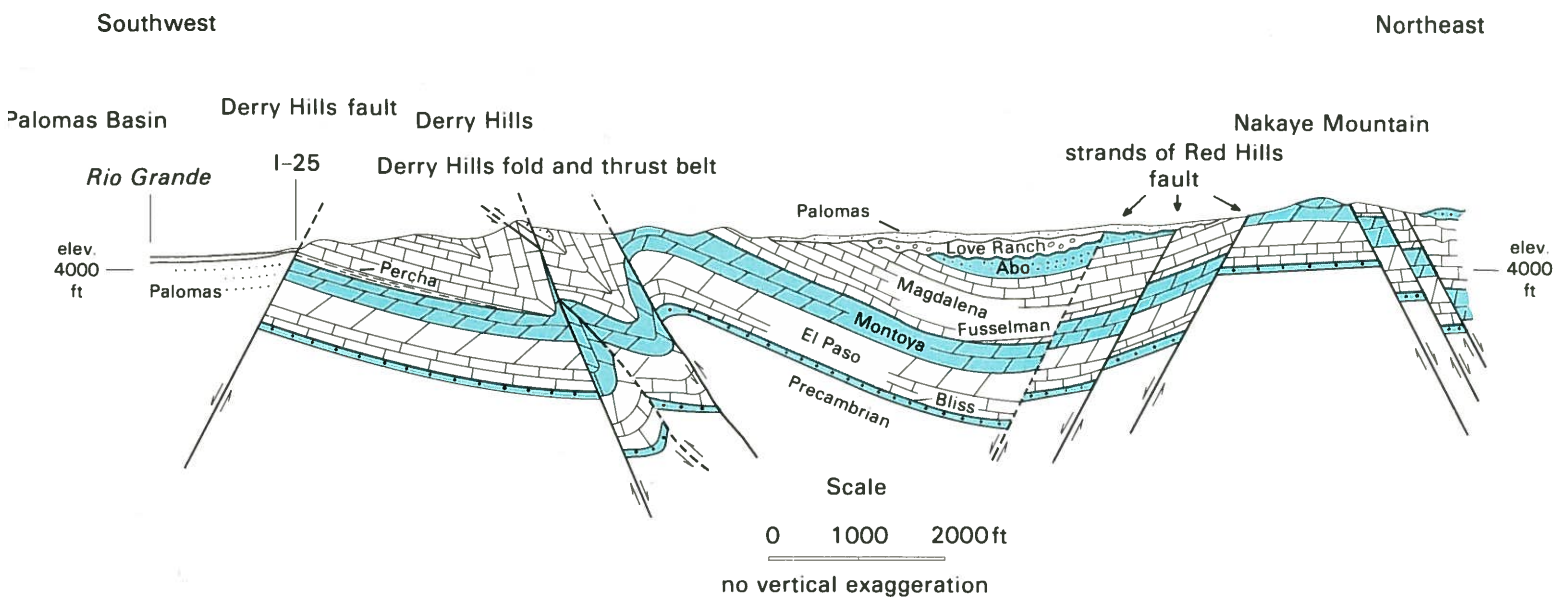 Southwest
Northeast
Palomas Basin
Derry Hills fault
Derry Hills
Nakaye Mountain
Rio Grande
I-25
Derry Hills fold and thrust belt
strands of Red Hills
fault
Palomas
elev.
4000
ft
Palomas
Percha
Love Ranch
Abo
Magdalena
Fusselman
Montoya
El Paso
Bliss
Precambrian
elev.
4000
ft
Scale
0 1000 2000 ft
no vertical exaggeration